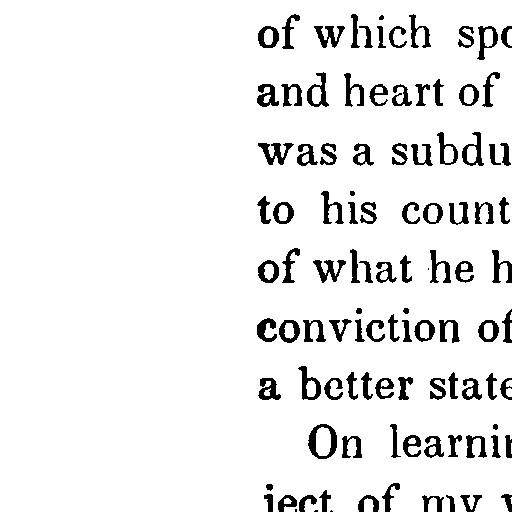 of which spo
and heart of
was a subdu
to his count
of what he h
conviction of
a better state
On learnin
ject of my